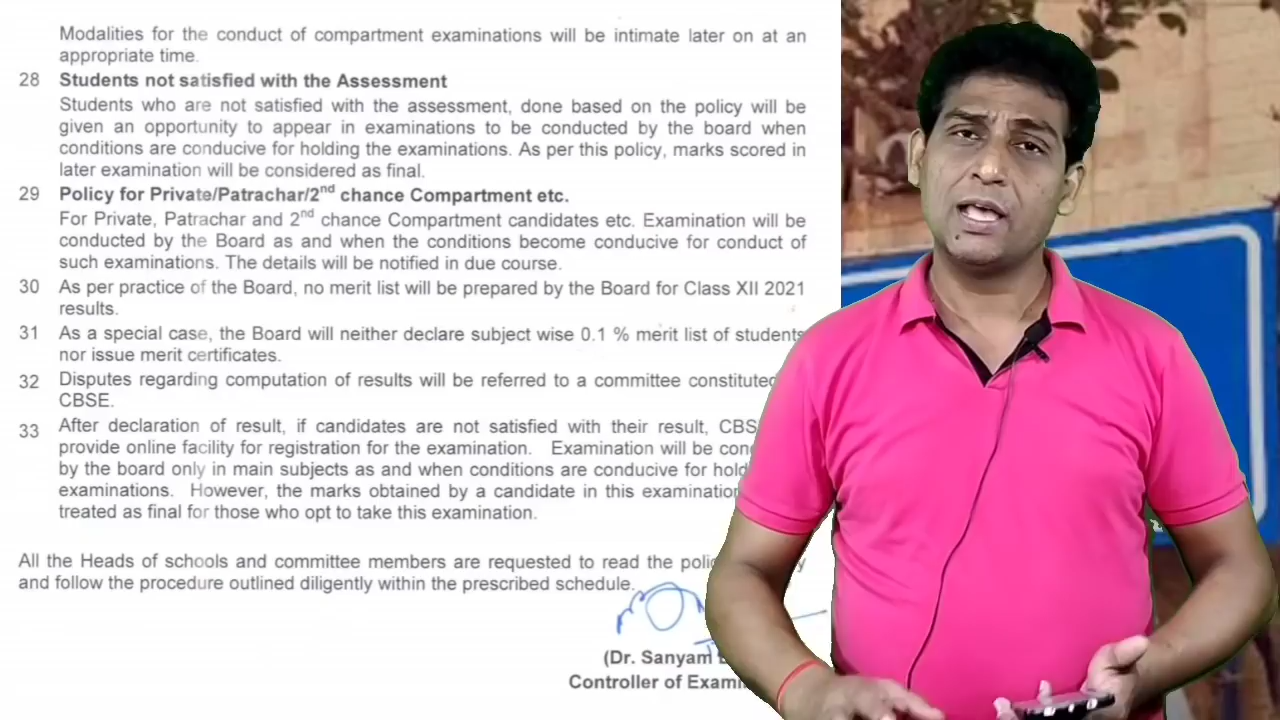 Modalities for the conduct of compartment examinations will be intimate later on at an
appropriate time.
28 Students not satisfied with the Assessment
Students who are not satisfied with the assessment, done based on the policy will be
given an opportunity to appear in examinations to be conducted by the board when
conditions are conducive for holding the examinations. As per this policy, marks scored in
later examination will be considered as final.
29 Policy for Private/Patrachar/2nd chance Compartment etc.
For Private, Patrachar and 2nd chance Compartment candidates etc. Examination will be
conducted by the Board as and when the conditions become conducive for conduct of
such examinations. The details will be notified in due course.
30 As per practice of the Board, no merit list will be prepared by the Board for Class XII 2021
results.
31 As a special case, the Board will neither declare subject wise 0.1 % merit list of students
nor issue merit certificates.
32 Disputes regarding computation of results will be referred to a committee constituted
CBSE.
33 After declaration of result, if candidates are not satisfied with their result,
provide online facility for registration for the examination. Examination will be
by the board only in main subjects as and when conditions are conducive for
examinations. However, the marks obtained by a candidate in this examination
treated as final for those who opt to take this examination.
All the Heads of schools and committee members are requested to read the
and follow the procedure outlined diligently within the prescribed schedule.
(Dr. Sanyam
Controller of